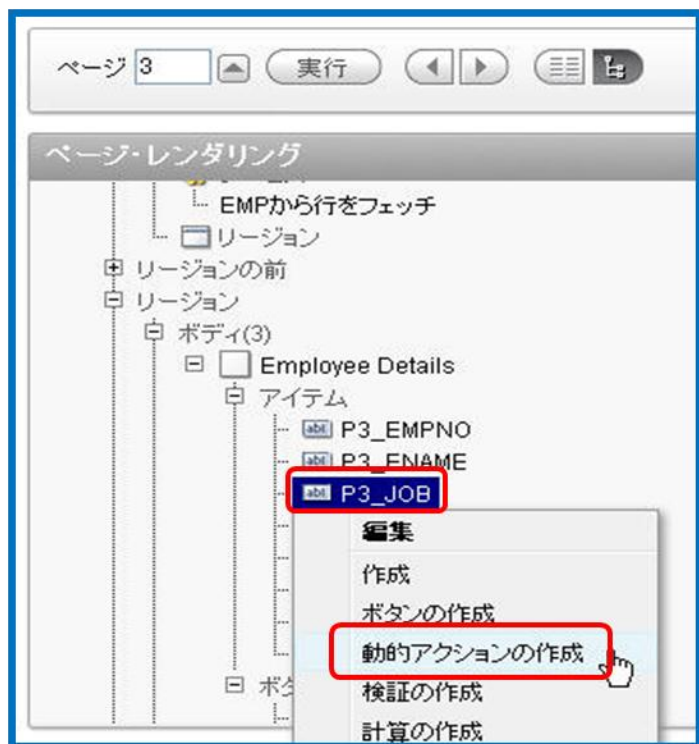 ページ 3 実行
ページ・レンダリング
EMPから行をフェッチ
リージョン
リージョンの前
リージョン
ボディ(3)
Employee Details
アイテム
P3_EMPNO
P3_ENAME
P3_JOB
編集
作成
ボタンの作成
動的アクションの作成
検証の作成
計算の作成